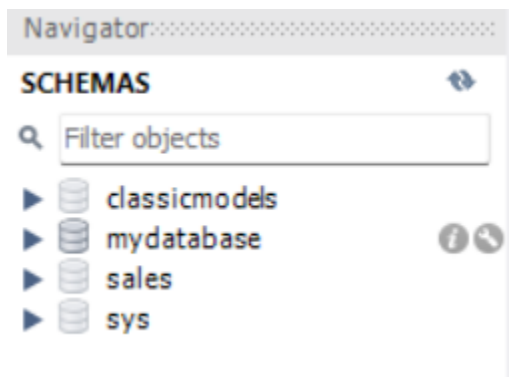 Navigator
SCHEMAS
Filter objects
classicmodels
mydatabase
sales
sys